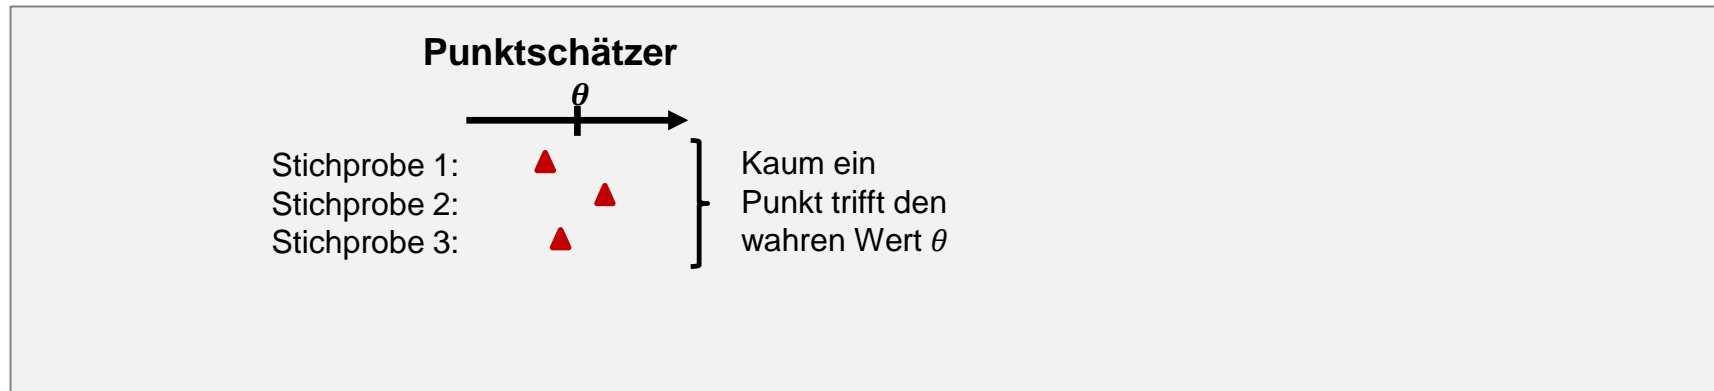 Punktschätzer
θ
Stichprobe 1:
Stichprobe 2:
Stichprobe 3:
Kaum ein
Punkt trifft den
wahren Wert θ